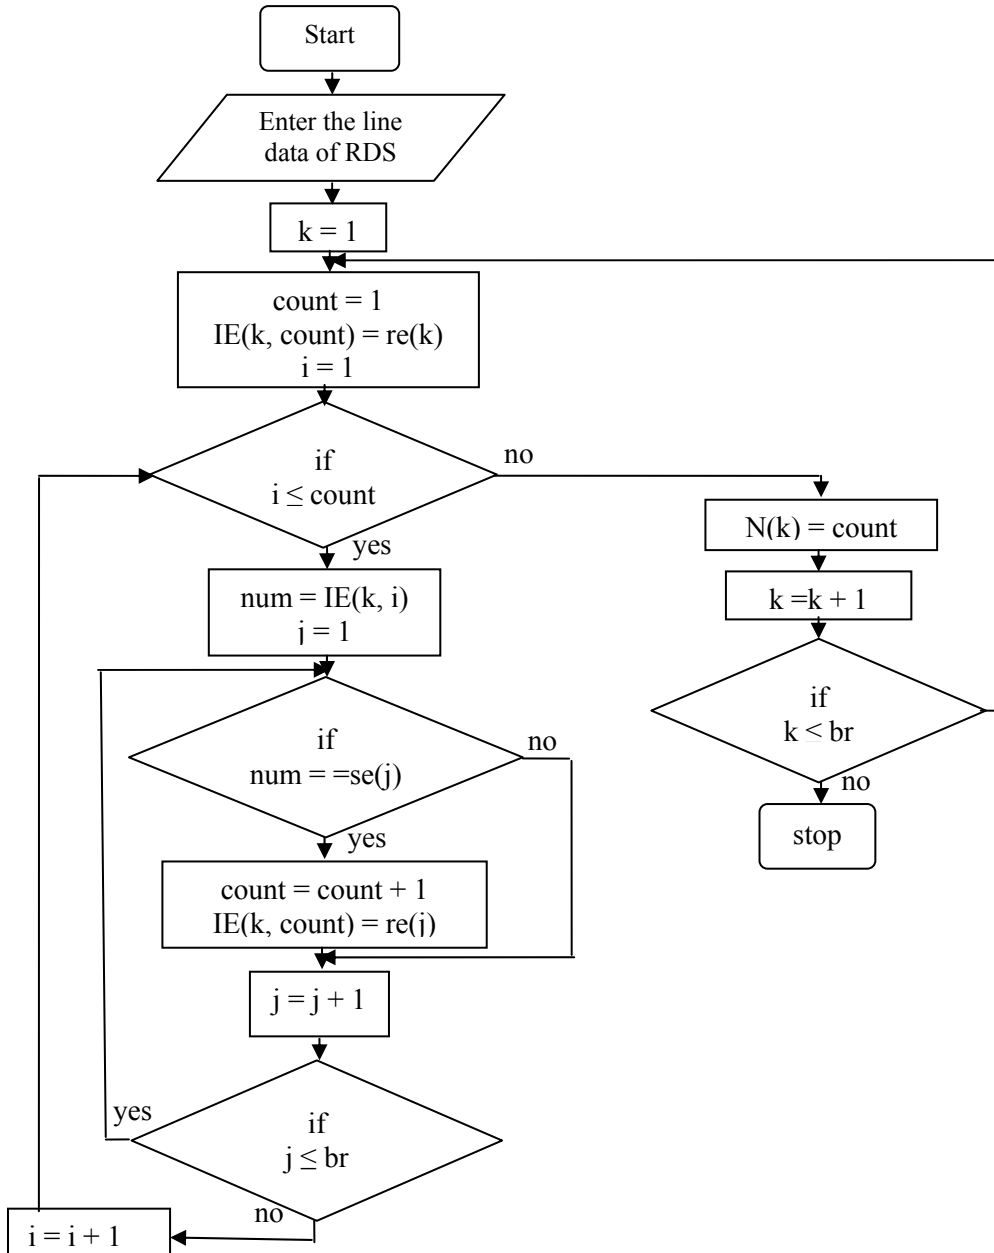 Start
Enter the line
data of RDS
k = 1
count = 1
IE(k, count) = re(k)
i = 1
if
i ≤ count
no
yes
N(k) = count
k =k + 1
if
k ≤ br
no
stop
num = IE(k, i)
j = 1
if
num = =se(j)
no
yes
count = count + 1
IE(k, count) = re(j)
j = j + 1
if
j ≤ br
yes
no
i = i + 1